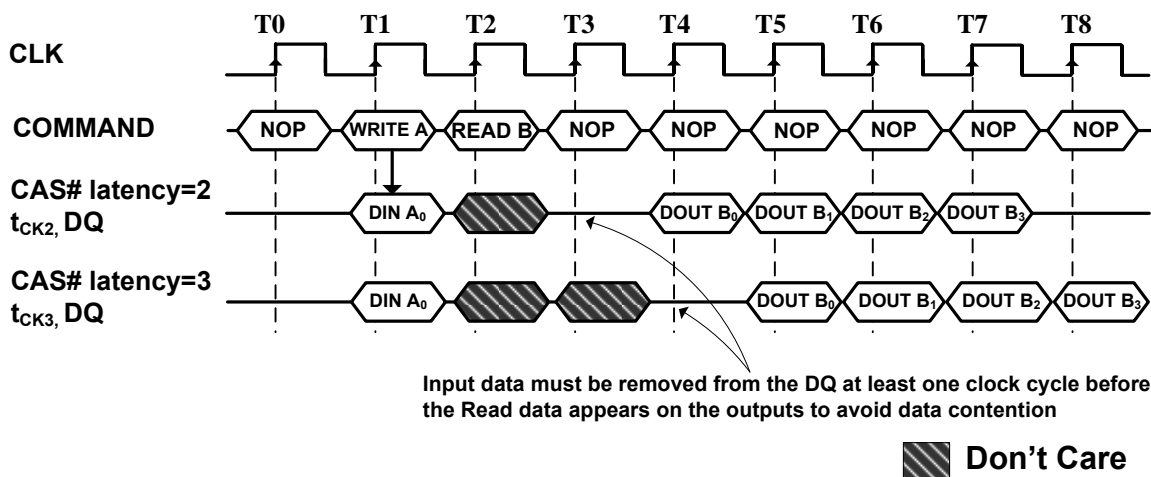 T0 T1 T2 T3 T4 T5 T6 T7 T8
CLK
COMMAND NOP WRITE A READ B NOP NOP NOP NOP NOP NOP
CAS# latency=2
tCK2, DQ DIN A0 DOUT B0 DOUT B1 DOUT B2 DOUT B3
CAS# latency=3
tCK3, DQ DIN A0 DOUT B0 DOUT B1 DOUT B2 DOUT B3
Input data must be removed from the DQ at least one clock cycle before
the Read data appears on the outputs to avoid data contention
Don't Care